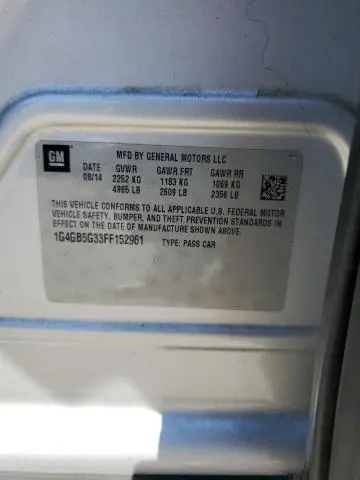 GM
MFD BY GENERAL MOTORS LLC
DATE GVWR GAWR FRT GAWR RR
08/14 2252 KG 1183 KG 1069 KG
4965 LB 2609 LB 2356 LB
THIS VEHICLE CONFORMS TO ALL APPLICABLE U.S. FEDERAL MOTOR
VEHICLE SAFETY, BUMPER, AND THEFT PREVENTION STANDARDS
IN EFFECT ON THE DATE OF MANUFACTURE SHOWN ABOVE.
1G4GB5G33FF152961 TYPE: PASS CAR